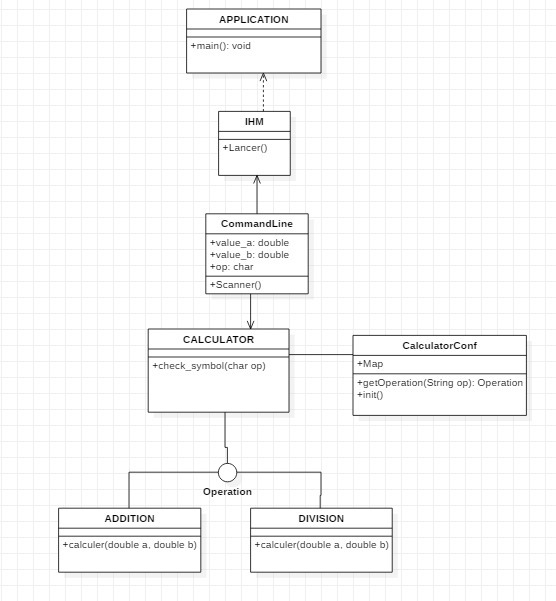 APPLICATION
+main(): void
IHM
+Lancer()
CommandLine
+value_a: double
+value_b: double
+op: char
+Scanner()
CALCULATOR
+check_symbol(char op)
CalculatorConf
+Map
+getOperation(String op): Operation
+init()
Operation
ADDITION
+calculer(double a, double b)
DIVISION
+calculer(double a, double b)